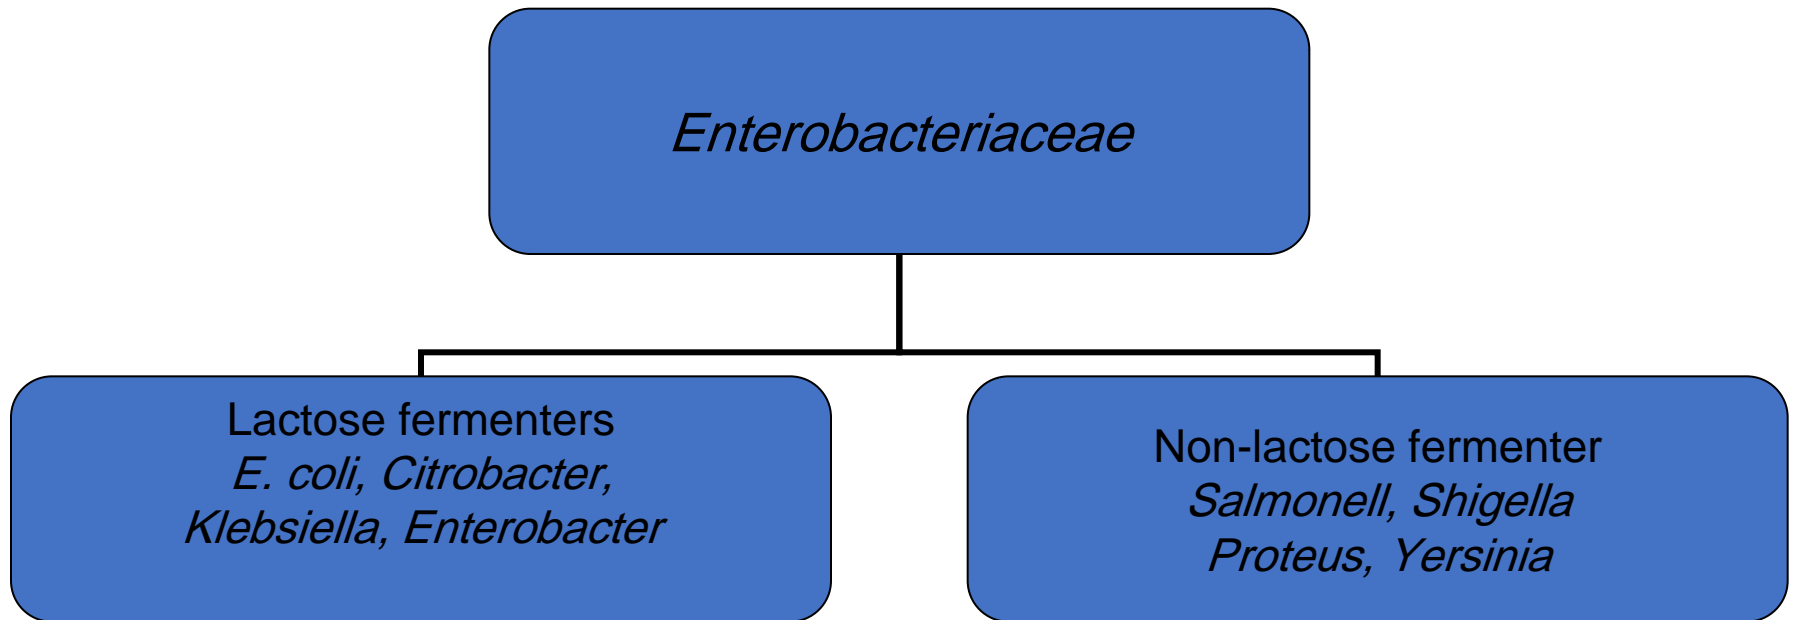 Enterobacteriaceae
Lactose fermenters
E. coli, Citrobacter,
Klebsiella, Enterobacter
Non-lactose fermenter
Salmonell, Shigella
Proteus, Yersinia